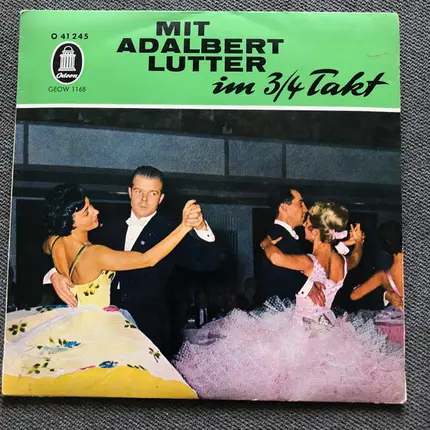 O 41 245
Odeon
GEOW 1168
MIT
ADALBERT
LUTTER
im 3/4 Takt